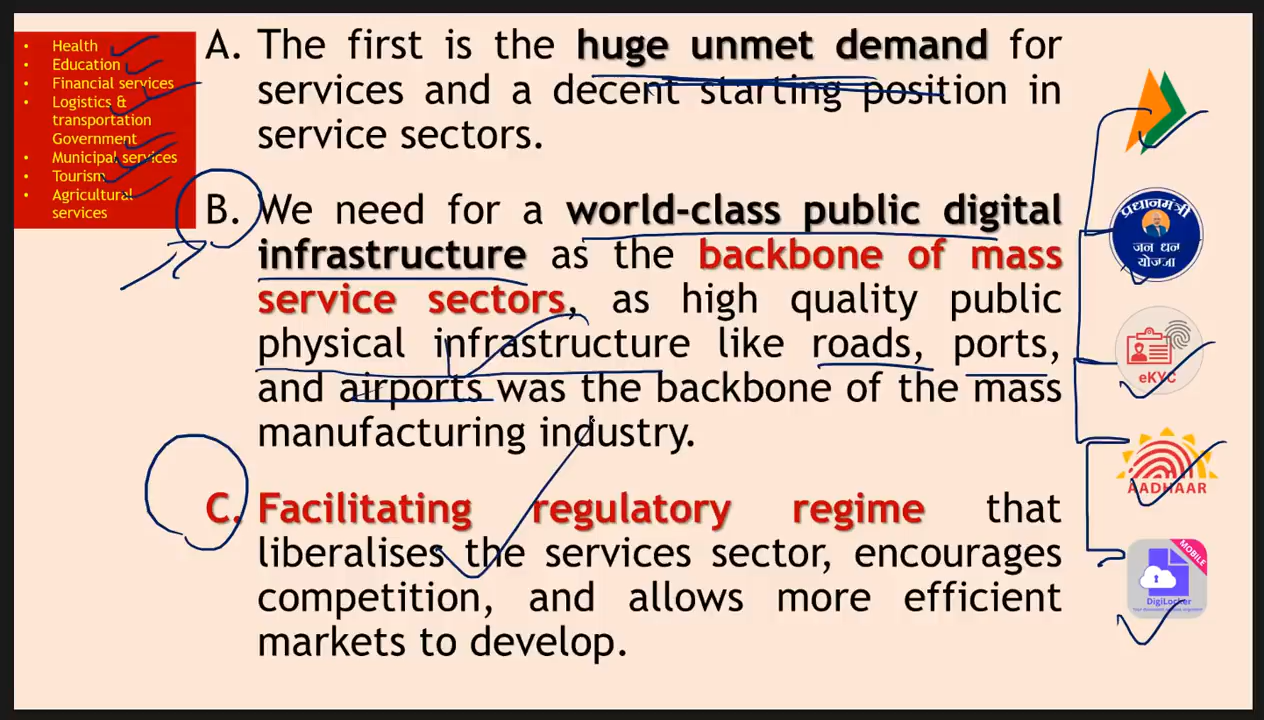 • Health
• Education
• Financial services
• Logistics &
transportation
Government
• Municipal services
• Tourism
• Agricultural
services
A. The first is the huge unmet demand for
services and a decent starting position in
service sectors.
B. We need for a world-class public digital
infrastructure as the backbone of mass
service sectors, as high quality public
physical infrastructure like roads, ports,
and airports was the backbone of the mass
manufacturing industry.
C. Facilitating regulatory regime that
liberalises the services sector, encourages
competition, and allows more efficient
markets to develop.
प्रधानमंत्री
जन धन
योजना
eKYC
AADHAAR
MOBILE
DigiLocker